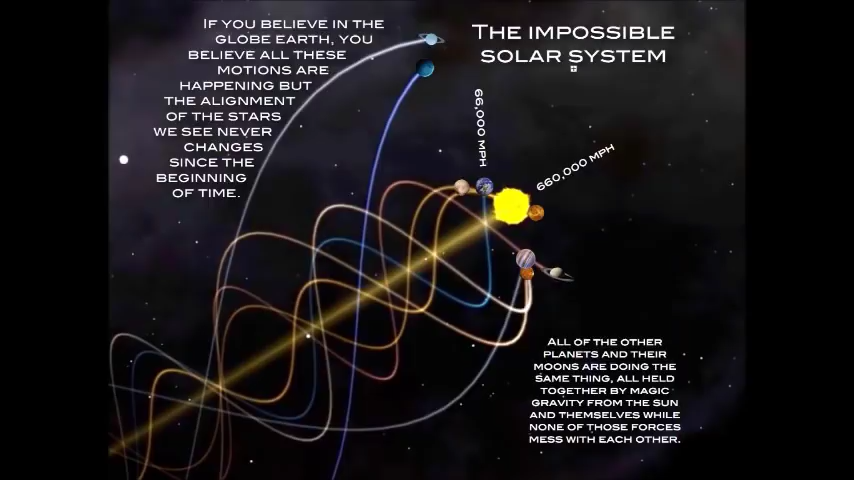 IF YOU BELIEVE IN THE
GLOBE EARTH, YOU
BELIEVE ALL THESE
MOTIONS ARE
HAPPENING BUT
THE ALIGNMENT
OF THE STARS
WE SEE NEVER
CHANGES
SINCE THE
BEGINNING
OF TIME.
THE IMPOSSIBLE
SOLAR SYSTEM
66,000 MPH
660,000 MPH
ALL OF THE OTHER
PLANETS AND THEIR
MOONS ARE DOING THE
SAME THING, ALL HELD
TOGETHER BY MAGIC
GRAVITY FROM THE SUN
AND THEMSELVES WHILE
NONE OF THOSE FORCES
MESS WITH EACH OTHER.